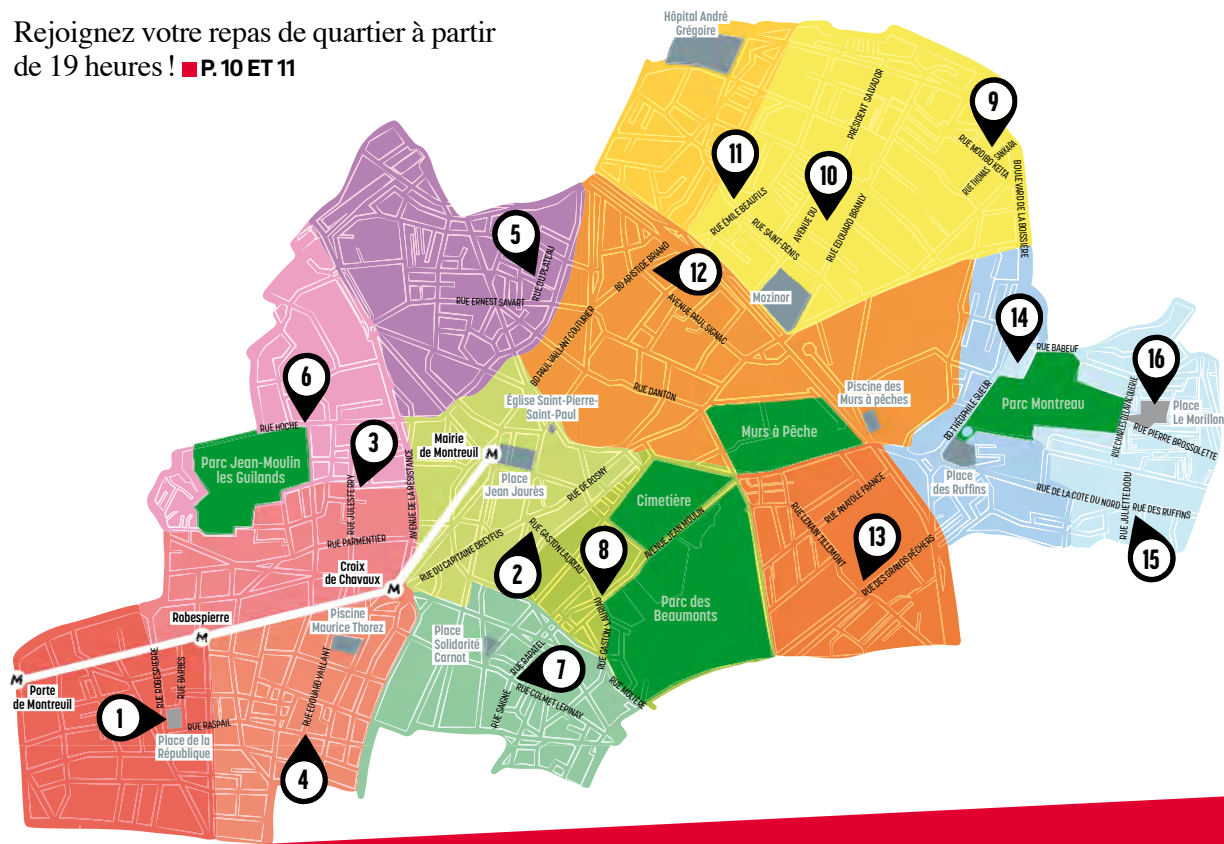 Rejoignez votre repas de quartier à partir
de 19 heures ! ■ P. 10 ET 11
Hôpital André
Grégoire
9
PRÉSIDENT SALVADOR
RUE MODIBO KEITA
RUE THOMAS SANKARA
11
10
BOULEVARD DE LA BOISSIÈRE
RUE ÉMILE BEAUFILS
RUE SAINT-DENIS
AVENUE DU
RUE EDOUARD BRANLY
5
RUE DU PLATEAU
RUE ERNEST SAVART
BD ARISTIDE BRIAND
12
AVENUE PAUL SIGNAC
Mozinor
BD PAUL VAILLANT COUTURIER
14
RUE BABEUF
16
6
RUE DANTON
Piscine des
Murs à pêches
BD THÉOPHILE SUEUR
Parc Montreau
RUE CHARLES DELAVACQUERIE
Place
Le Morillon
RUE PIERRE BROSSOLETTE
Église Saint-Pierre-
Saint-Paul
RUE HOCHE
3
Mairie
de Montreuil
M
Murs à Pêche
Parc Jean-Moulin
les Guilands
RUE JULES FERRY
AVENUE DE LA RÉSISTANCE
Place
Jean Jaurès
RUE DE ROSNY
Cimetière
Place
des Ruffins
RUE DE LA COTE DU NORD
RUE JULIETTE DODU
RUE DES RUFFINS
RUE ANATOLE FRANCE
RUE LENAIN TILLEMONT
RUE PARMENTIER
RUE DU CAPITAINE DREYFUS
RUE GASTON LAURIAU
8
AVENUE JEAN MOULIN
13
RUE DES GRANDS PÊCHERS
15
2
Croix
de Chavaux
M
Parc des
Beaumonts
Robespierre
M
Piscine
Maurice Thorez
Place
Solidarité
Carnot
RUE GASTON LAURIAU
RUE RAPATEL
7
RUE COLMET LEPINAY
RUE MOLIÈRE
RUE SAIGNE
M
Porte
de Montreuil
RUE ROBESPIERRE
RUE BARBES
RUE EDOUARD VAILLANT
1
RUE RASPAIL
Place de la
République
4